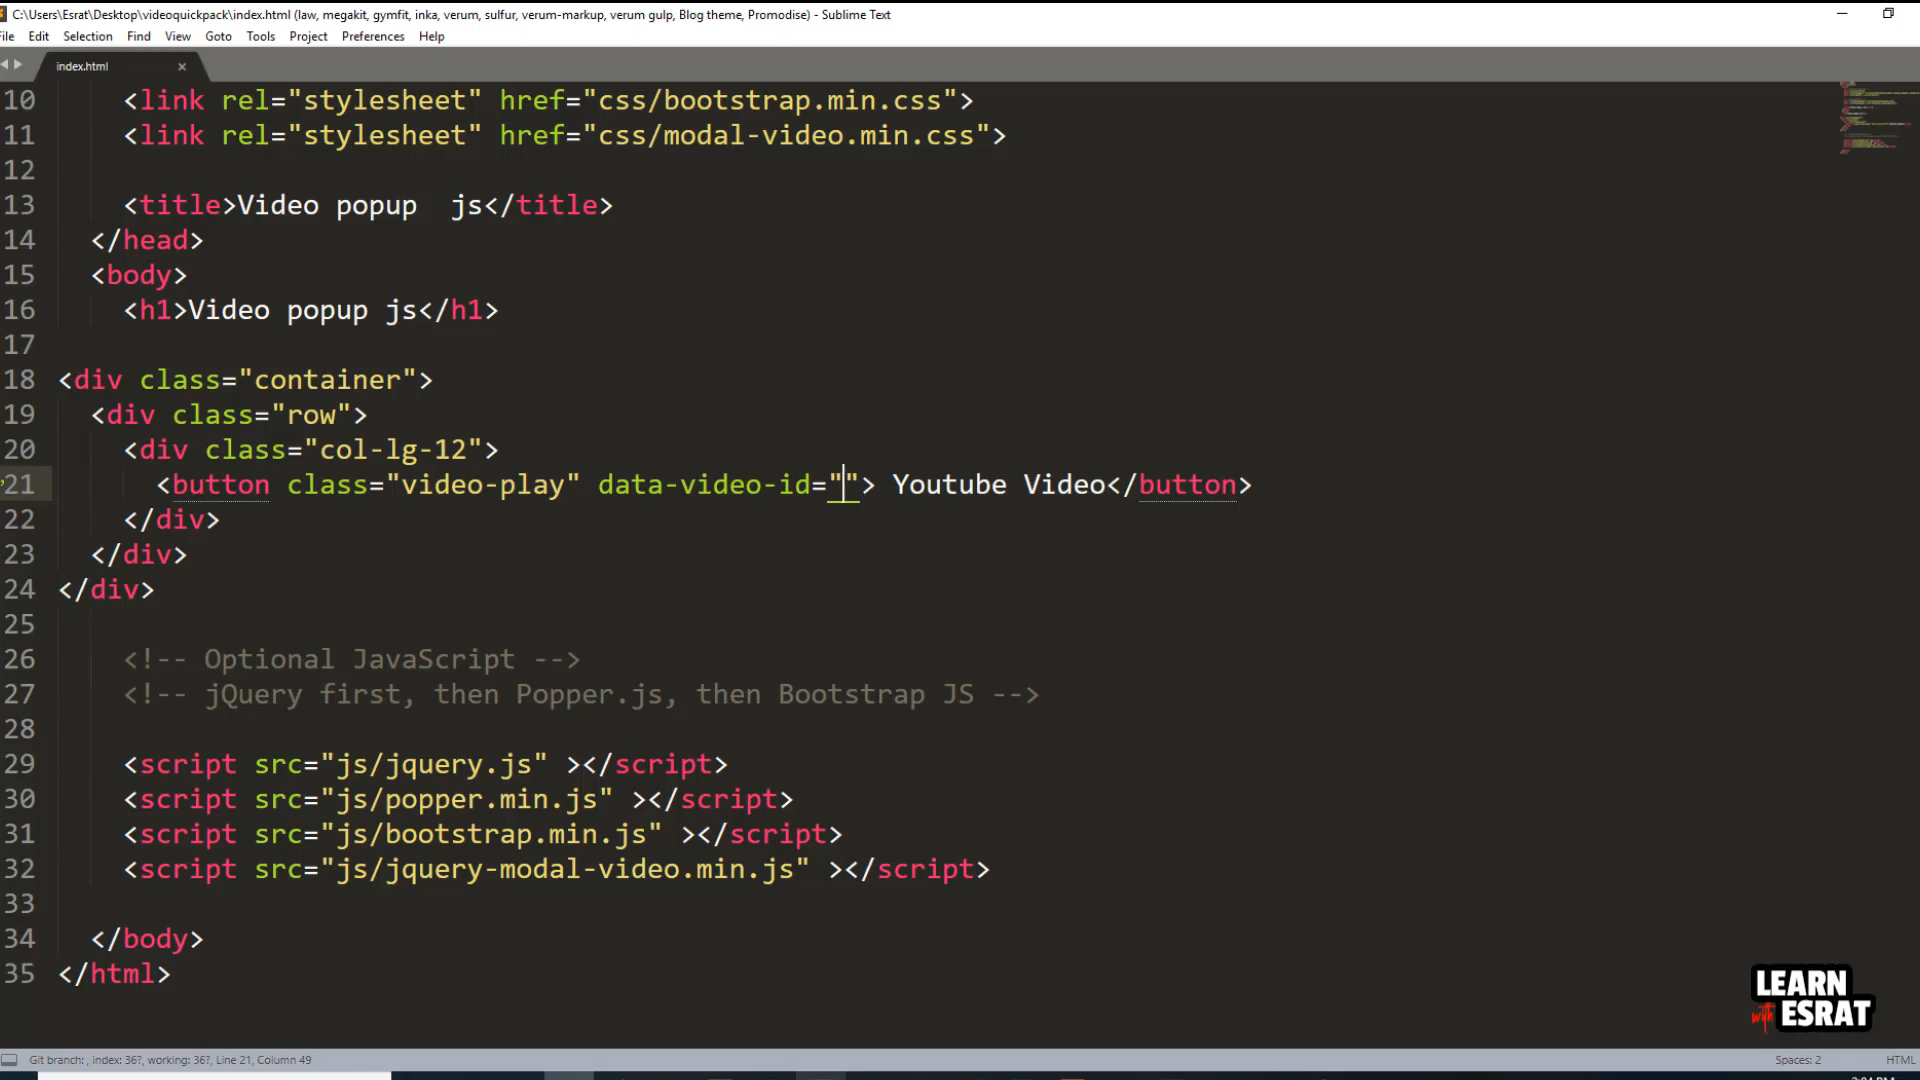 C:\Users\Esrat\Desktop\videoquickpack\index.html (law, megakit, gymfit, inka, verum, sulfur, verum-markup, verum gulp, Blog theme, Promodise) - Sublime Text
File Edit Selection Find View Goto Tools Project Preferences Help
index.html
10 <link rel="stylesheet" href="css/bootstrap.min.css">
11 <link rel="stylesheet" href="css/modal-video.min.css">
12
13 <title>Video popup  js</title>
14 </head>
15 <body>
16 <h1>Video popup js</h1>
17
18 <div class="container">
19 <div class="row">
20 <div class="col-lg-12">
21 <button class="video-play" data-video-id=""> Youtube Video</button>
22 </div>
23 </div>
24 </div>
25
26 <!-- Optional JavaScript -->
27 <!-- jQuery first, then Popper.js, then Bootstrap JS -->
28
29 <script src="js/jquery.js" ></script>
30 <script src="js/popper.min.js" ></script>
31 <script src="js/bootstrap.min.js" ></script>
32 <script src="js/jquery-modal-video.min.js" ></script>
33
34 </body>
35 </html>
LEARN
with ESRAT
Git branch: , index: 36?, working: 36?, Line 21, Column 49 Spaces: 2 HTML